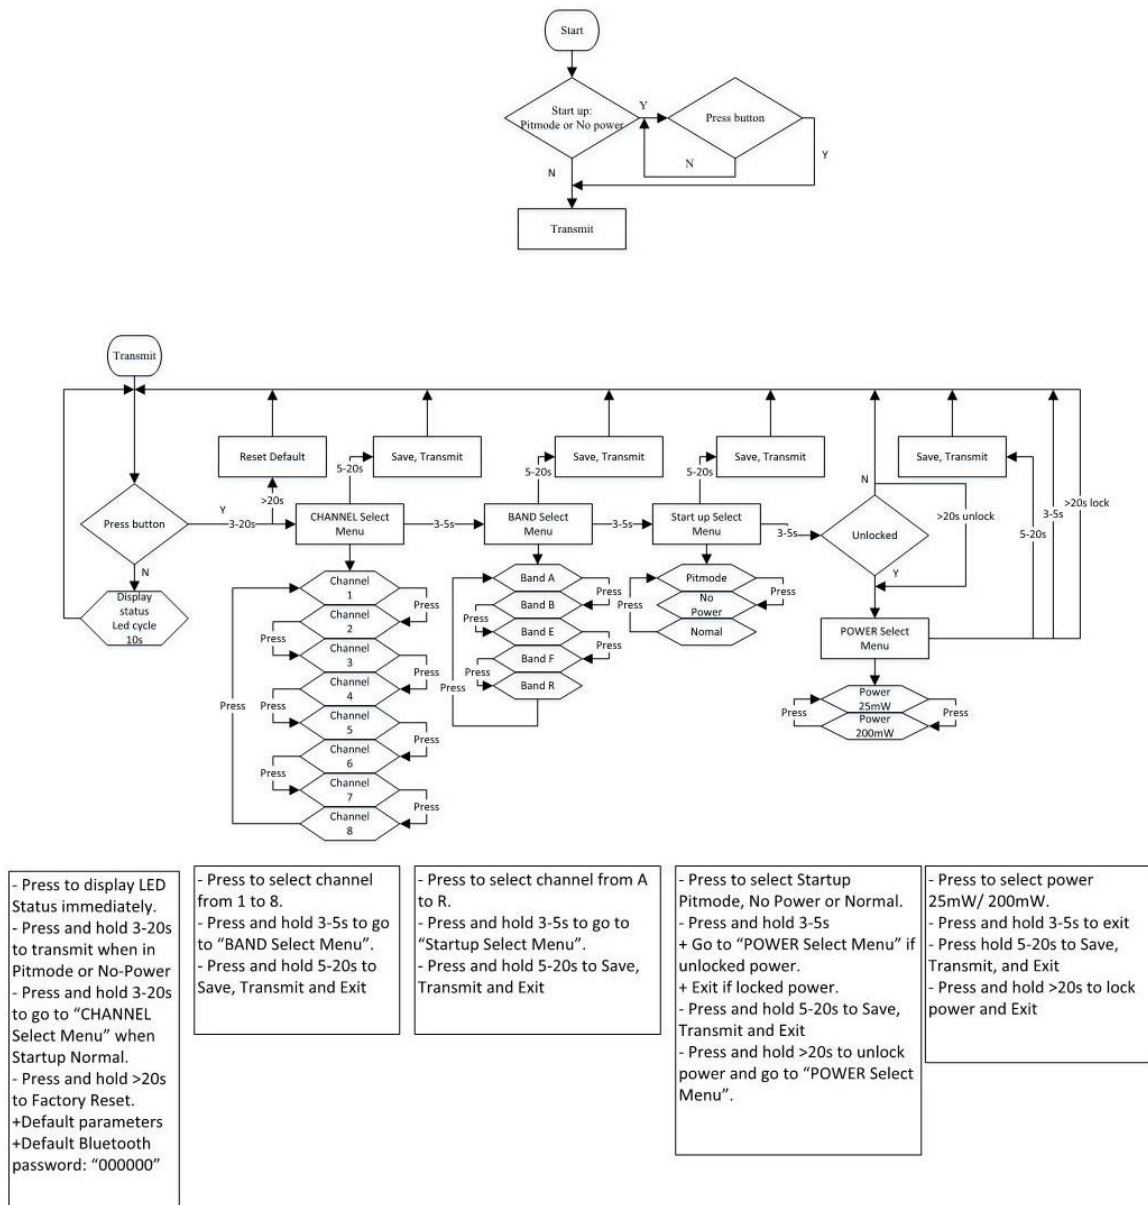 Start
Start up:
Pitmode or No power
Y
Press button
N
Y
N
Transmit
Transmit
Reset Default
Save, Transmit
Save, Transmit
Save, Transmit
Save, Transmit
5-20s
5-20s
5-20s
>20s
N
>20s unlock
5-20s
3-5s
>20s lock
Press button
Y
3-20s
CHANNEL Select
Menu
3-5s
BAND Select
Menu
3-5s
Start up Select
Menu
3-5s
Unlocked
N
Y
Display
status
Led cycle
10s
Channel
1
Press
Channel
2
Press
Channel
3
Press
Channel
4
Press
Channel
5
Press
Channel
6
Press
Channel
7
Press
Channel
8
Press
Band A
Press
Band B
Press
Band E
Press
Band F
Press
Band R
Press
Pitmode
Press
No
Power
Press
Normal
POWER Select
Menu
Power
25mW
Press
Press
Power
200mW
- Press to display LED
Status immediately.
- Press and hold 3-20s
to transmit when in
Pitmode or No-Power
- Press and hold 3-20s
to go to “CHANNEL
Select Menu” when
Startup Normal.
- Press and hold >20s
to Factory Reset.
+Default parameters
+Default Bluetooth
password: “000000”
- Press to select channel
from 1 to 8.
- Press and hold 3-5s to go
to “BAND Select Menu”.
- Press and hold 5-20s to
Save, Transmit and Exit
- Press to select channel from A
to R.
- Press and hold 3-5s to go to
“Startup Select Menu”.
- Press and hold 5-20s to Save,
Transmit and Exit
- Press to select Startup
Pitmode, No Power or Normal.
- Press and hold 3-5s
+ Go to “POWER Select Menu” if
unlocked power.
+ Exit if locked power.
- Press and hold 5-20s to Save,
Transmit and Exit
- Press and hold >20s to unlock
power and go to “POWER Select
Menu”.
- Press to select power
25mW/ 200mW.
- Press and hold 3-5s to exit
- Press hold 5-20s to Save,
Transmit, and Exit
- Press and hold >20s to lock
power and Exit